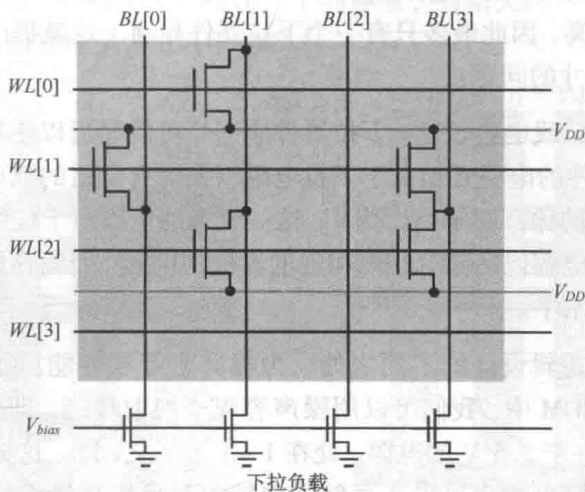 BL[0] BL[1] BL[2] BL[3]
WL[0]
V_DD
WL[1]
WL[2]
V_DD
WL[3]
V_bias
下拉负载